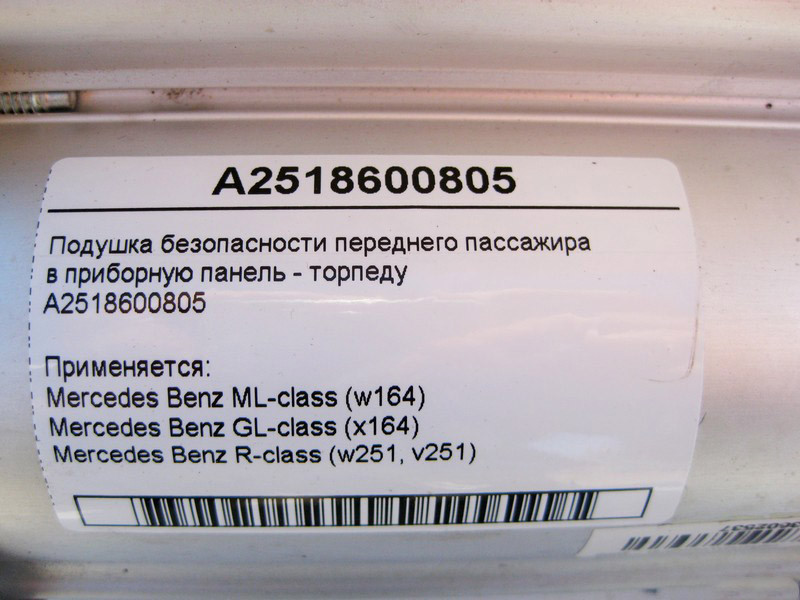 A2518600805
Подушка безопасности переднего пассажира
в приборную панель - торпеду
A2518600805
Применяется:
Mercedes Benz ML-class (w164)
Mercedes Benz GL-class (x164)
Mercedes Benz R-class (w251, v251)